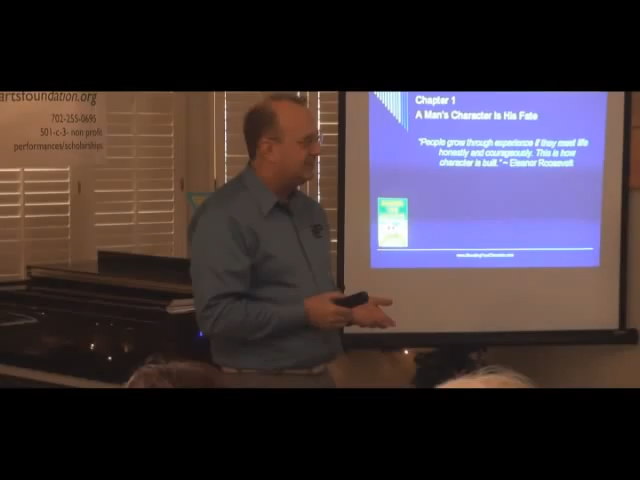 artsfoundation.org
702-255-0695
501-c-3- non profit
performances/scholarships
Chapter 1
A Man's Character Is His Fate
"People grow through experience if they meet life
honestly and courageously. This is how
character is built." ~ Eleanor Roosevelt